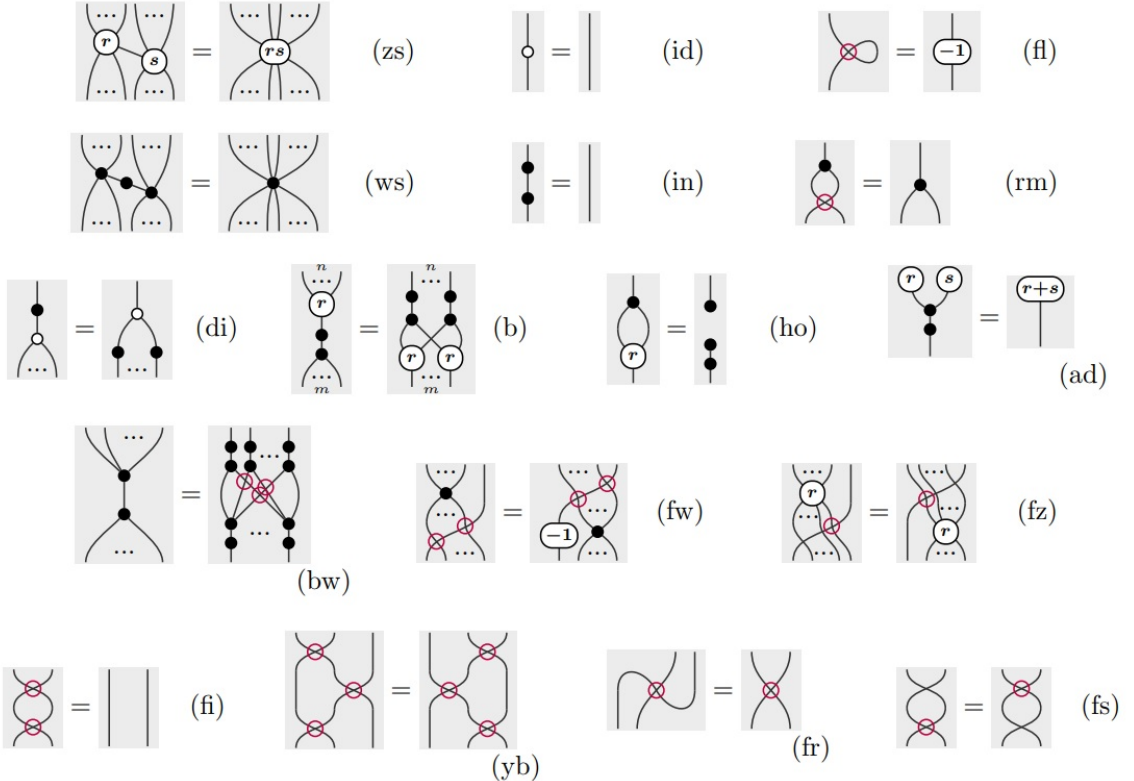 ... ... ... ...
r s = rs (zs)
... ... ... ...
= (id)
= −1 (fl)
... ... ... ...
= (ws)
... ... ... ...
= (in)
= (rm)
= (di)
... ...
n n
... ...
r = r r (b)
... ...
m m
r = (ho)
r s = r+s (ad)
... ...
= (bw)
... ...
... ...
... = −1 ... (fw)
... ...
... ...
r ... = ... r (fz)
... ...
= (fi)
= (yb)
= (fr)
= (fs)